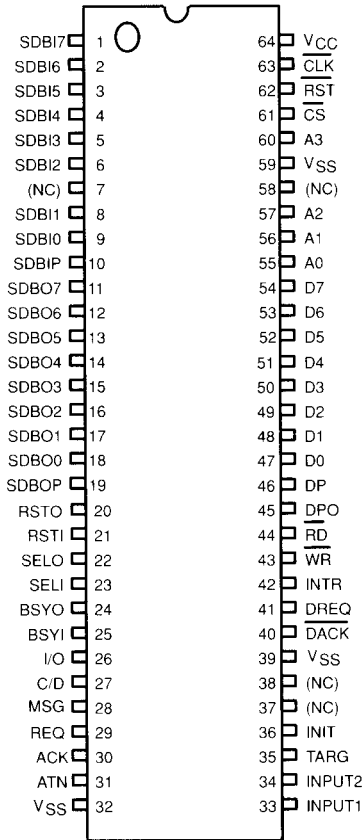 SDBI7 1 64 VCC
SDBI6 2 63 CLK
SDBI5 3 62 RST
SDBI4 4 61 CS
SDBI3 5 60 A3
SDBI2 6 59 VSS
(NC) 7 58 (NC)
SDBI1 8 57 A2
SDBI0 9 56 A1
SDBIP 10 55 A0
SDBO7 11 54 D7
SDBO6 12 53 D6
SDBO5 13 52 D5
SDBO4 14 51 D4
SDBO3 15 50 D3
SDBO2 16 49 D2
SDBO1 17 48 D1
SDBO0 18 47 D0
SDBOP 19 46 DP
RSTO 20 45 DPO
RSTI 21 44 RD
SELO 22 43 WR
SELI 23 42 INTR
BSYO 24 41 DREQ
BSYI 25 40 DACK
I/O 26 39 VSS
C/D 27 38 (NC)
MSG 28 37 (NC)
REQ 29 36 INIT
ACK 30 35 TARG
ATN 31 34 INPUT2
VSS 32 33 INPUT1